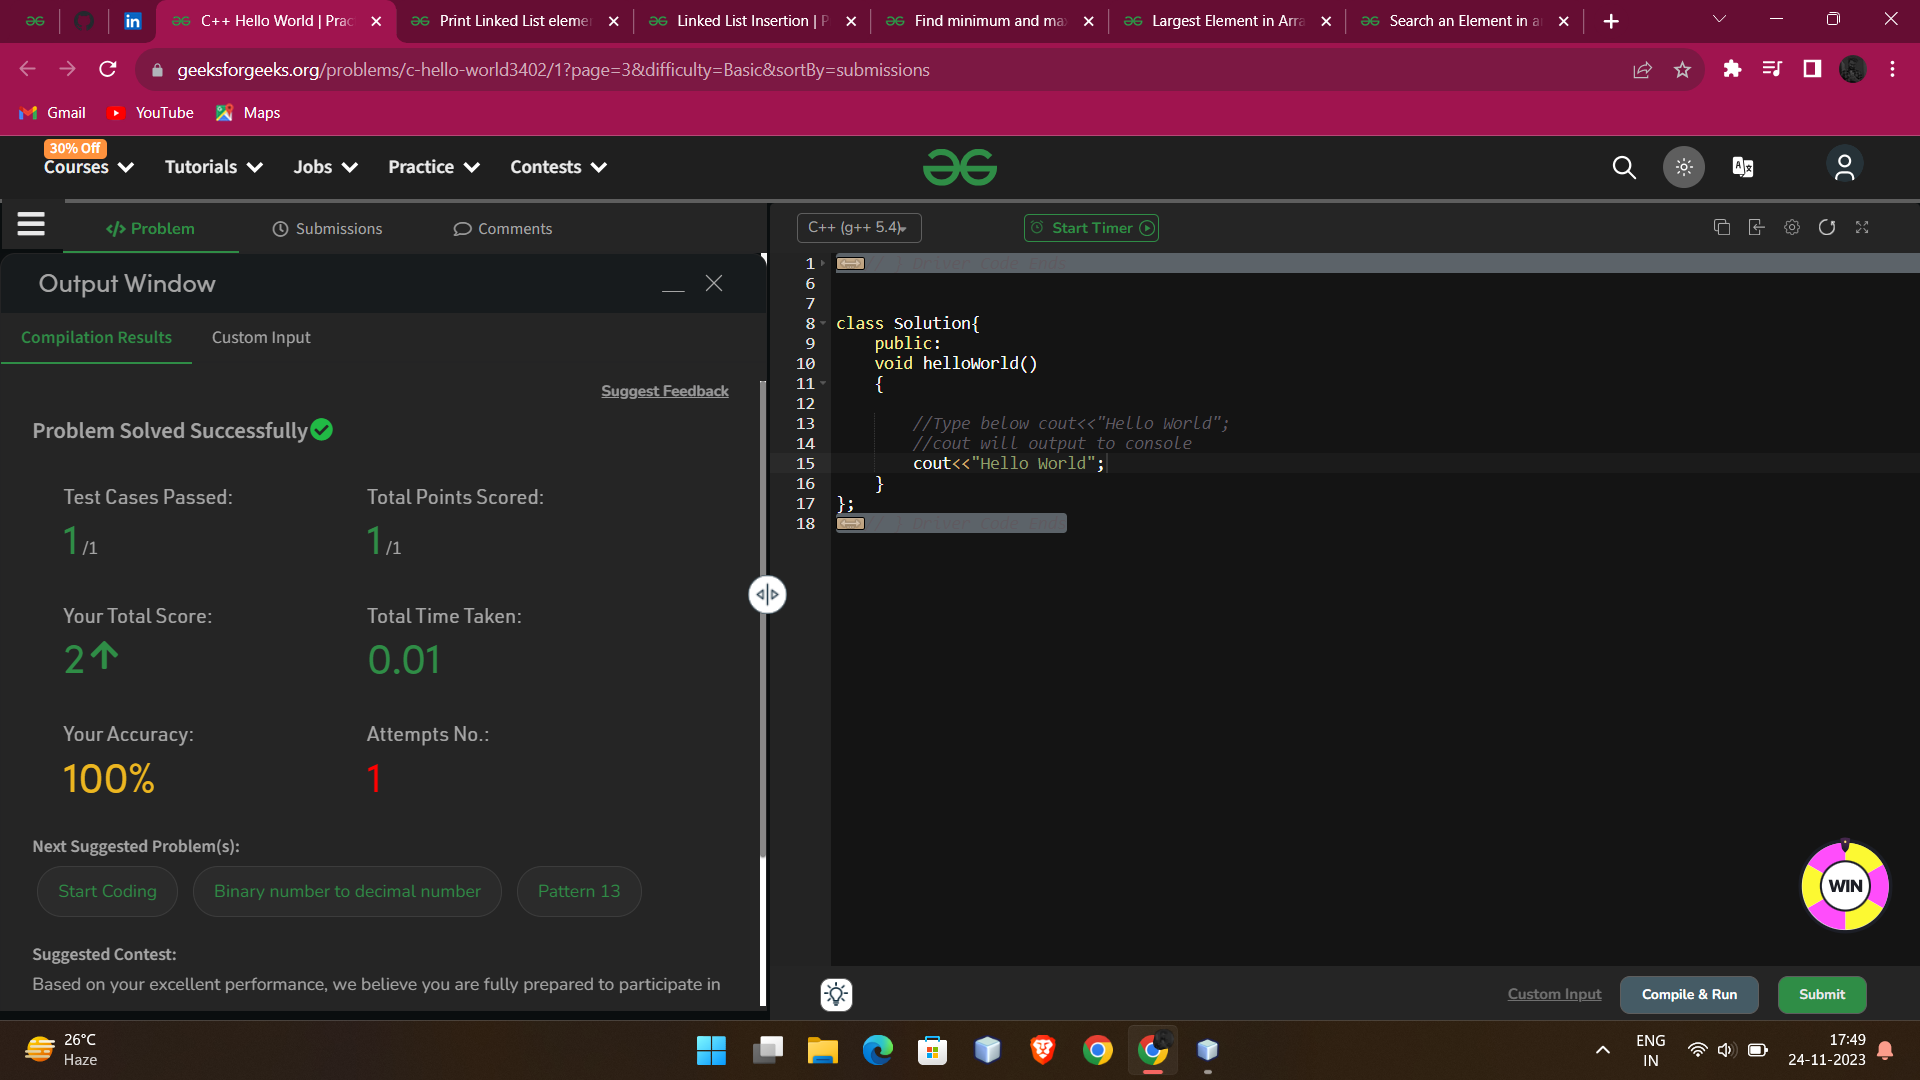 C++ Hello World | Prac
Print Linked List eleme
Linked List Insertion | P
Find minimum and ma
Largest Element in Arra
Search an Element in a
geeksforgeeks.org/problems/c-hello-world3402/1?page=3&difficulty=Basic&sortBy=submissions
Gmail
YouTube
Maps
30% Off
Courses
Tutorials
Jobs
Practice
Contests
</> Problem
Submissions
Comments
C++ (g++ 5.4)
Start Timer
Output Window
Compilation Results
Custom Input
Suggest Feedback
Problem Solved Successfully
Test Cases Passed:
1 /1
Total Points Scored:
1 /1
Your Total Score:
2
Total Time Taken:
0.01
Your Accuracy:
100%
Attempts No.:
1
Next Suggested Problem(s):
Start Coding
Binary number to decimal number
Pattern 13
Suggested Contest:
Based on your excellent performance, we believe you are fully prepared to participate in
1 // } Driver Code Ends
6
7
8 class Solution{
9 public:
10 void helloWorld()
11 {
12
13 //Type below cout<<"Hello World";
14 //cout will output to console
15 cout<<"Hello World";
16 }
17 };
18 // } Driver Code Ends
WIN
Custom Input
Compile & Run
Submit
26°C
Haze
ENG
IN
17:49
24-11-2023